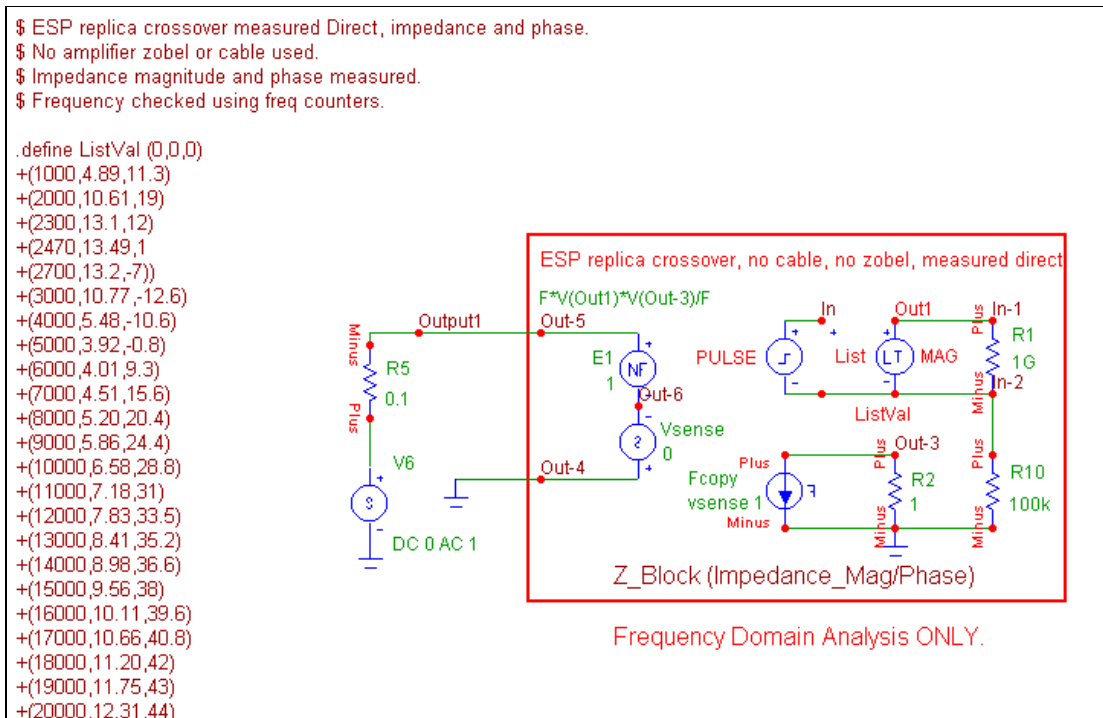 $ ESP replica crossover measured Direct, impedance and phase.
$ No amplifier zobel or cable used.
$ Impedance magnitude and phase measured.
$ Frequency checked using freq counters.
.define ListVal (0,0,0)
+(1000,4.89,11.3)
+(2000,10.61,19)
+(2300,13.1,12)
+(2470,13.49,1
+(2700,13.2,-7))
+(3000,10.77,-12.6)
+(4000,5.48,-10.6)
+(5000,3.92,-0.8)
+(6000,4.01,9.3)
+(7000,4.51,15.6)
+(8000,5.20,20.4)
+(9000,5.86,24.4)
+(10000,6.58,28.8)
+(11000,7.18,31)
+(12000,7.83,33.5)
+(13000,8.41,35.2)
+(14000,8.98,36.6)
+(15000,9.56,38)
+(16000,10.11,39.6)
+(17000,10.66,40.8)
+(18000,11.20,42)
+(19000,11.75,43)
+(20000,12.31,44)
Minus
R5
0.1
Plus
V6
S
DC 0 AC 1
Output1
ESP replica crossover, no cable, no zobel, measured direct
F*V(Out1)*V(Out-3)/F
Out-5
E1
1
NF
Out-6
Vsense
0
Out-4
In
PULSE
Out1
List
LT
MAG
ListVal
Plus
In-1
R1
1G
Minus
In-2
Plus
Fcopy
vsense 1
Minus
Plus
Out-3
R2
1
Minus
Plus
R10
100k
Minus
Z_Block (Impedance_Mag/Phase)
Frequency Domain Analysis ONLY.